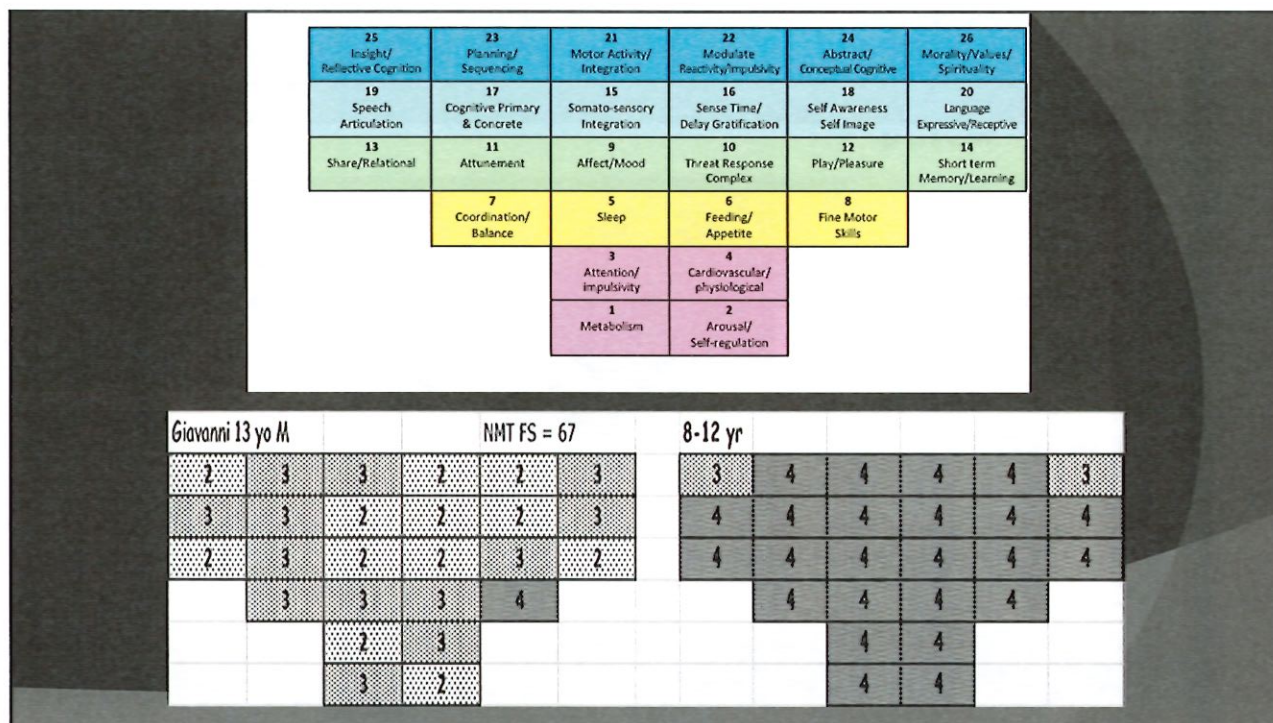 25 23 21 22 24 26
Insight/ Planning/ Motor Activity/ Modulate Abstract/ Morality/Values/
Reflective Cognition Sequencing Integration Reactivity/Impulsivity Conceptual Cognitive Spirituality
19 17 15 16 18 20
Speech Cognitive Primary Somato-sensory Sense Time/ Self Awareness Language
Articulation & Concrete Integration Delay Gratification Self Image Expressive/Receptive
13 11 9 10 12 14
Share/Relational Attunement Affect/Mood Threat Response Play/Pleasure Short term
Complex Memory/Learning
7 5 6 8
Coordination/ Sleep Feeding/ Fine Motor
Balance Appetite Skills
3 4
Attention/ Cardiovascular/
impulsivity physiological
1 2
Metabolism Arousal/
Self-regulation
Giavanni 13 yo M NMT FS = 67 8-12 yr
2 3 3 2 2 3 3 4 4 4 4 3
3 3 2 2 2 3 4 4 4 4 4 4
2 3 2 2 3 2 4 4 4 4 4 4
3 3 3 4 4 4 4 4
2 3 4 4
3 2 4 4